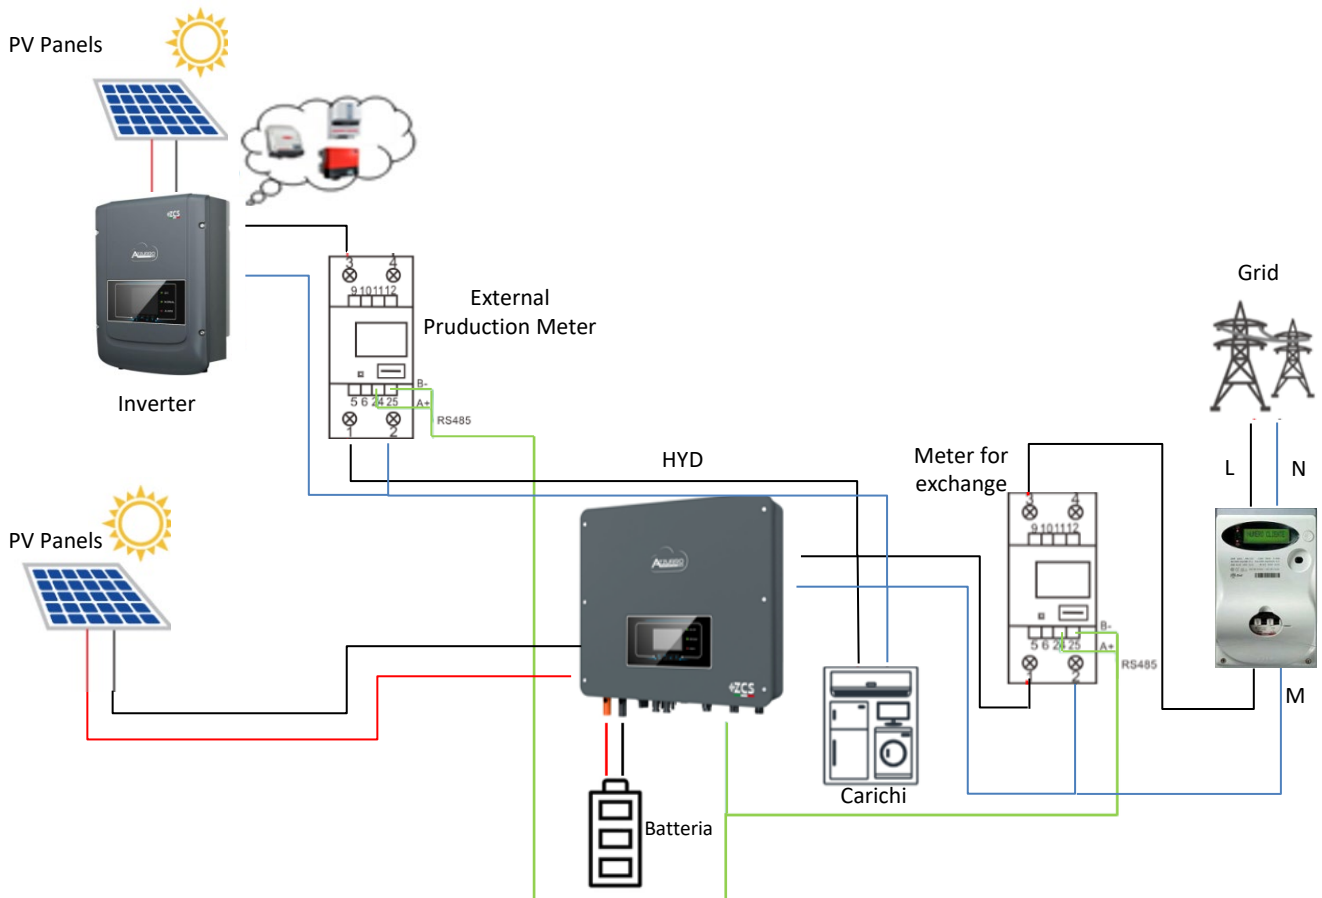 PV Panels
ZCS
AZZURRO
Inverter
3 4
9 10 11 12
5 6 24 25
B-
A+
RS485
1 2
External
Pruduction Meter
Grid
L N
HYD
Meter for
exchange
3 4
9 10 11 12
5 6 24 25
B-
A+
RS485
1 2
M
PV Panels
AZZURRO
ZCS
Carichi
Batteria